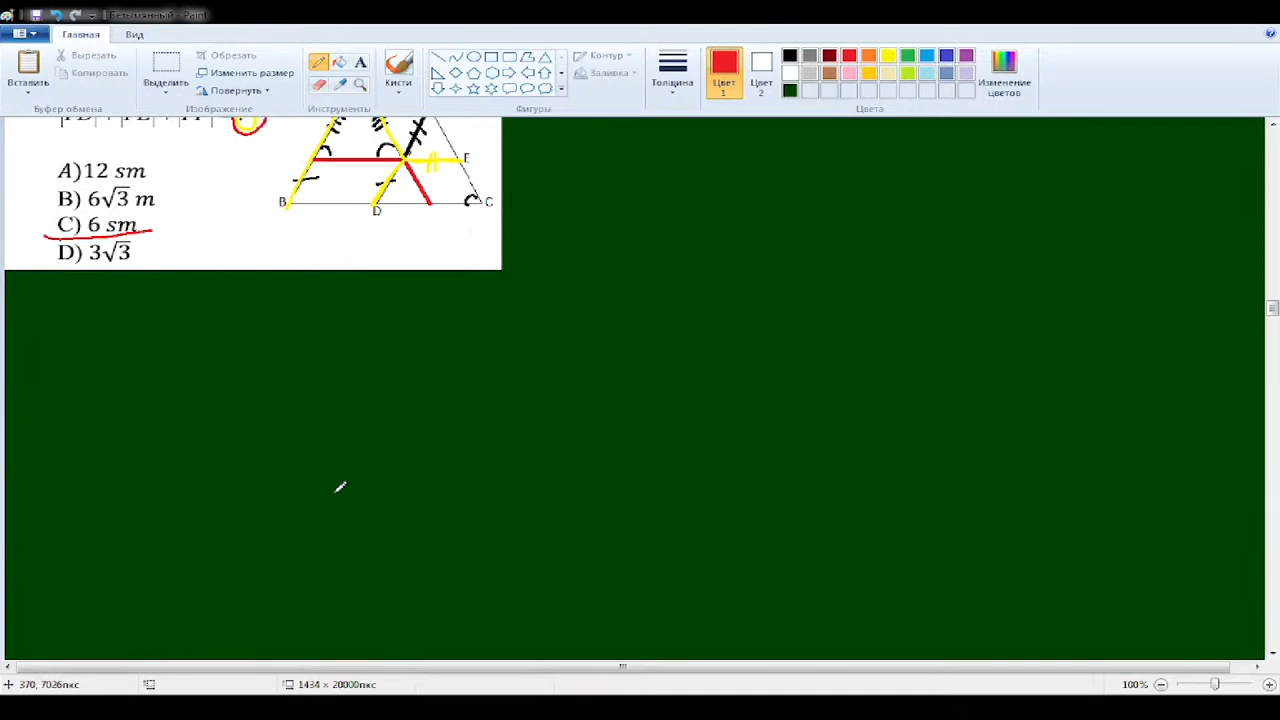 Безымянный - Paint
Главная
Вид
Вставить
Вырезать
Копировать
Буфер обмена
Выделить
Обрезать
Изменить размер
Повернуть
Изображение
A
Инструменты
Кисти
Контур
Заливка
Фигуры
Толщина
Цвет 1
Цвет 2
Изменение цветов
Цвета
A)12 sm
B) 6√3 m
C) 6 sm
D) 3√3
B
D
E
C
370, 7026пкс
1434 × 20000пкс
100%